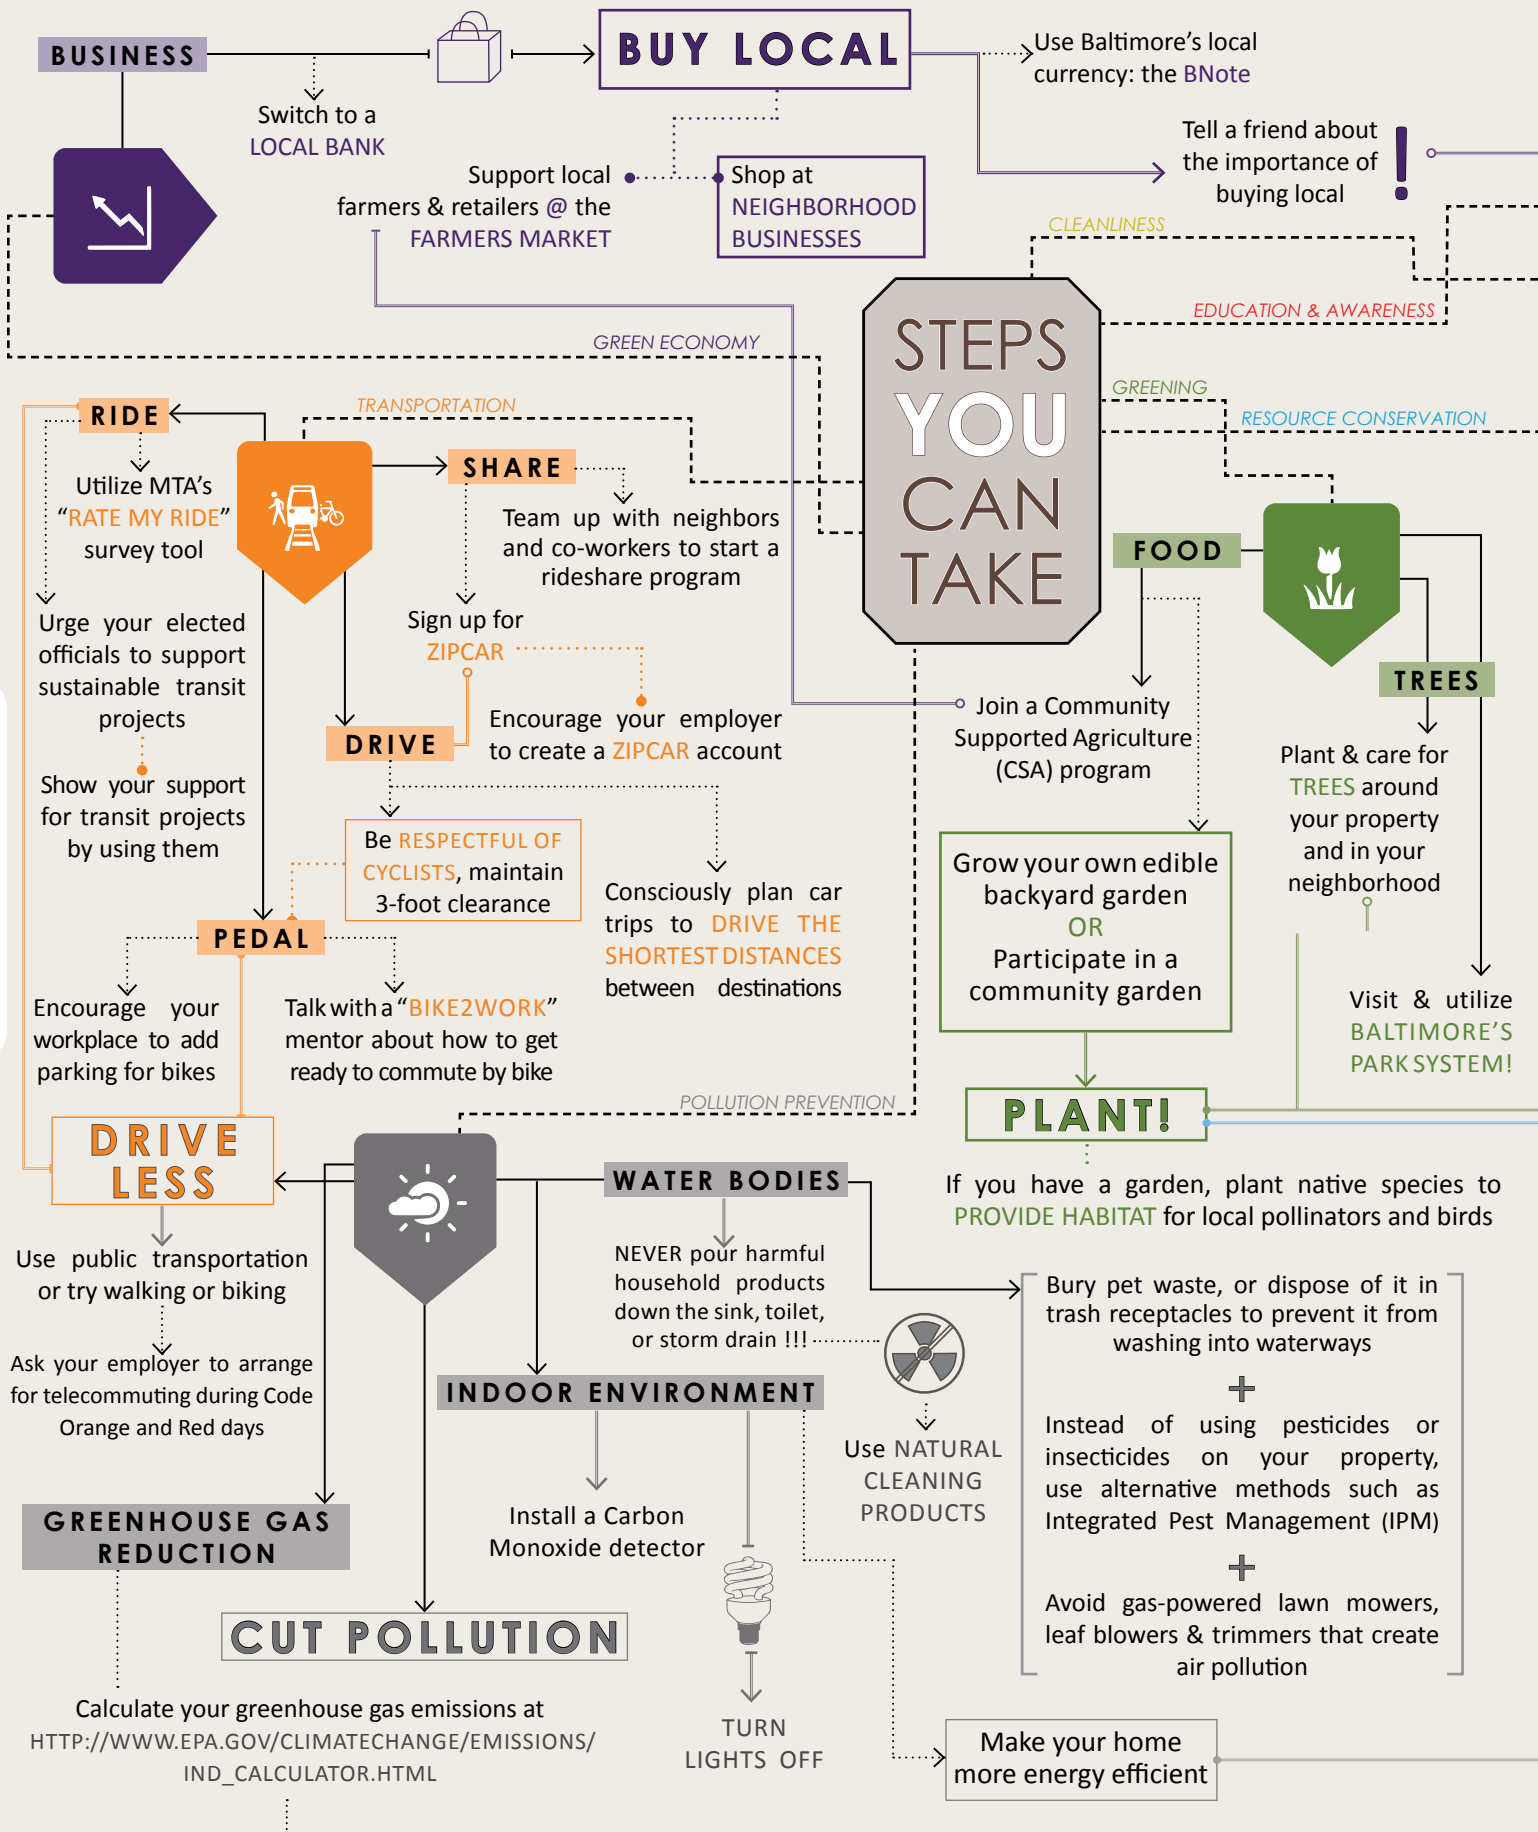 BUSINESS
Switch to a
LOCAL BANK
BUY LOCAL
Use Baltimore's local
currency: the BNote
Tell a friend about
the importance of
buying local
!
Support local
farmers & retailers @ the
FARMERS MARKET
Shop at
NEIGHBORHOOD
BUSINESSES
CLEANLINESS
EDUCATION & AWARENESS
GREEN ECONOMY
GREENING
RESOURCE CONSERVATION
TRANSPORTATION
STEPS
YOU
CAN
TAKE
RIDE
Utilize MTA's
"RATE MY RIDE"
survey tool
Urge your elected
officials to support
sustainable transit
projects
Show your support
for transit projects
by using them
SHARE
Team up with neighbors
and co-workers to start a
rideshare program
Sign up for
ZIPCAR
Encourage your employer
to create a ZIPCAR account
DRIVE
Be RESPECTFUL OF
CYCLISTS, maintain
3-foot clearance
Consciously plan car
trips to DRIVE THE
SHORTEST DISTANCES
between destinations
PEDAL
Encourage your
workplace to add
parking for bikes
Talk with a "BIKE2WORK"
mentor about how to get
ready to commute by bike
FOOD
Join a Community
Supported Agriculture
(CSA) program
Grow your own edible
backyard garden
OR
Participate in a
community garden
TREES
Plant & care for
TREES around
your property
and in your
neighborhood
Visit & utilize
BALTIMORE'S
PARK SYSTEM!
PLANT!
If you have a garden, plant native species to
PROVIDE HABITAT for local pollinators and birds
POLLUTION PREVENTION
DRIVE
LESS
Use public transportation
or try walking or biking
Ask your employer to arrange
for telecommuting during Code
Orange and Red days
WATER BODIES
NEVER pour harmful
household products
down the sink, toilet,
or storm drain !!!
Use NATURAL
CLEANING
PRODUCTS
Bury pet waste, or dispose of it in
trash receptacles to prevent it from
washing into waterways
+
Instead of using pesticides or
insecticides on your property,
use alternative methods such as
Integrated Pest Management (IPM)
+
Avoid gas-powered lawn mowers,
leaf blowers & trimmers that create
air pollution
INDOOR ENVIRONMENT
Install a Carbon
Monoxide detector
TURN
LIGHTS OFF
Make your home
more energy efficient
GREENHOUSE GAS
REDUCTION
CUT POLLUTION
Calculate your greenhouse gas emissions at
HTTP://WWW.EPA.GOV/CLIMATECHANGE/EMISSIONS/
IND_CALCULATOR.HTML